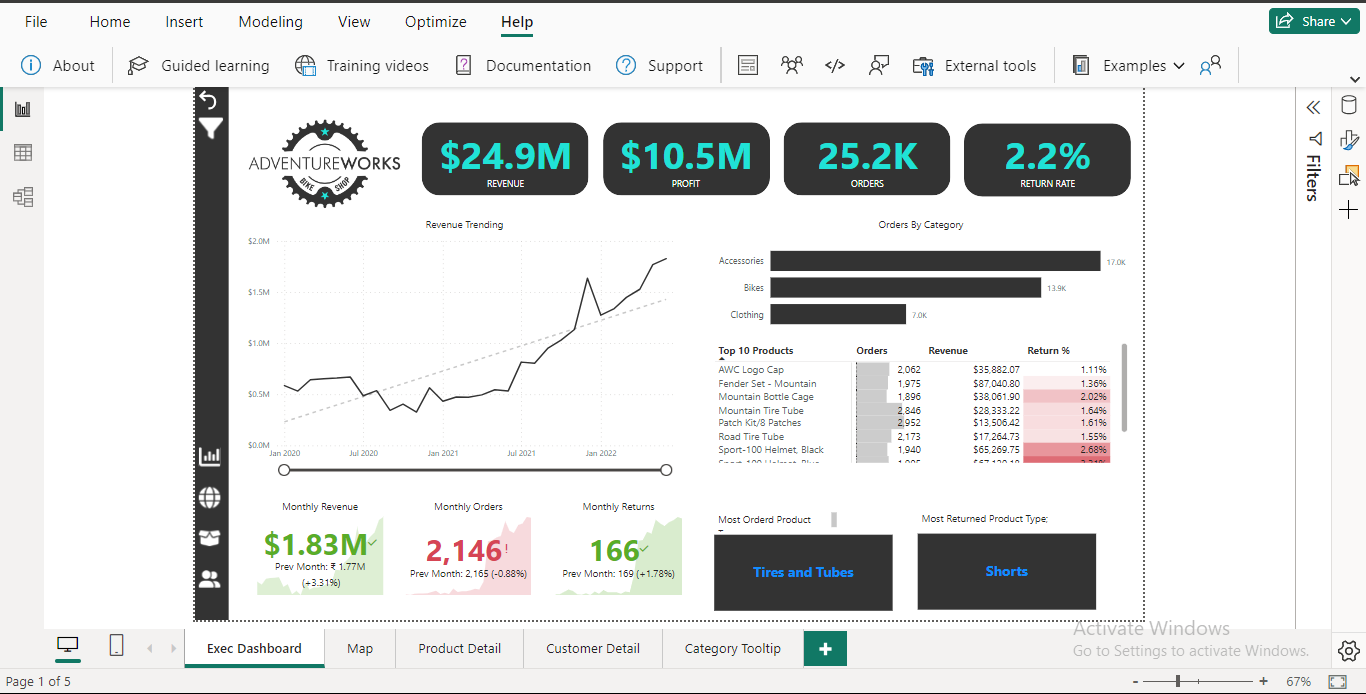 File Home Insert Modeling View Optimize Help Share
About Guided learning Training videos Documentation Support External tools Examples
Filters
ADVENTUREWORKS
BIKE SHOP
$24.9M
REVENUE
$10.5M
PROFIT
25.2K
ORDERS
2.2%
RETURN RATE
Revenue Trending
$2.0M
$1.5M
$1.0M
$0.5M
$0.0M
Jan 2020 Jul 2020 Jan 2021 Jul 2021 Jan 2022
Orders By Category
Accessories 17.0K
Bikes 13.9K
Clothing 7.0K
Top 10 Products Orders Revenue Return %
AWC Logo Cap 2,062 $35,882.07 1.11%
Fender Set - Mountain 1,975 $87,040.80 1.36%
Mountain Bottle Cage 1,896 $38,061.90 2.02%
Mountain Tire Tube 2,846 $28,333.22 1.64%
Patch Kit/8 Patches 2,952 $13,506.42 1.61%
Road Tire Tube 2,173 $17,264.73 1.55%
Sport-100 Helmet, Black 1,940 $65,269.75 2.68%
Monthly Revenue
$1.83M
Prev Month: ₹ 1.77M
(+3.31%)
Monthly Orders
2,146!
Prev Month: 2,165 (-0.88%)
Monthly Returns
166
Prev Month: 169 (+1.78%)
Most Orderd Product
Tires and Tubes
Most Returned Product Type;
Shorts
Activate Windows
Go to Settings to activate Windows.
Exec Dashboard Map Product Detail Customer Detail Category Tooltip +
Page 1 of 5 - + 67%